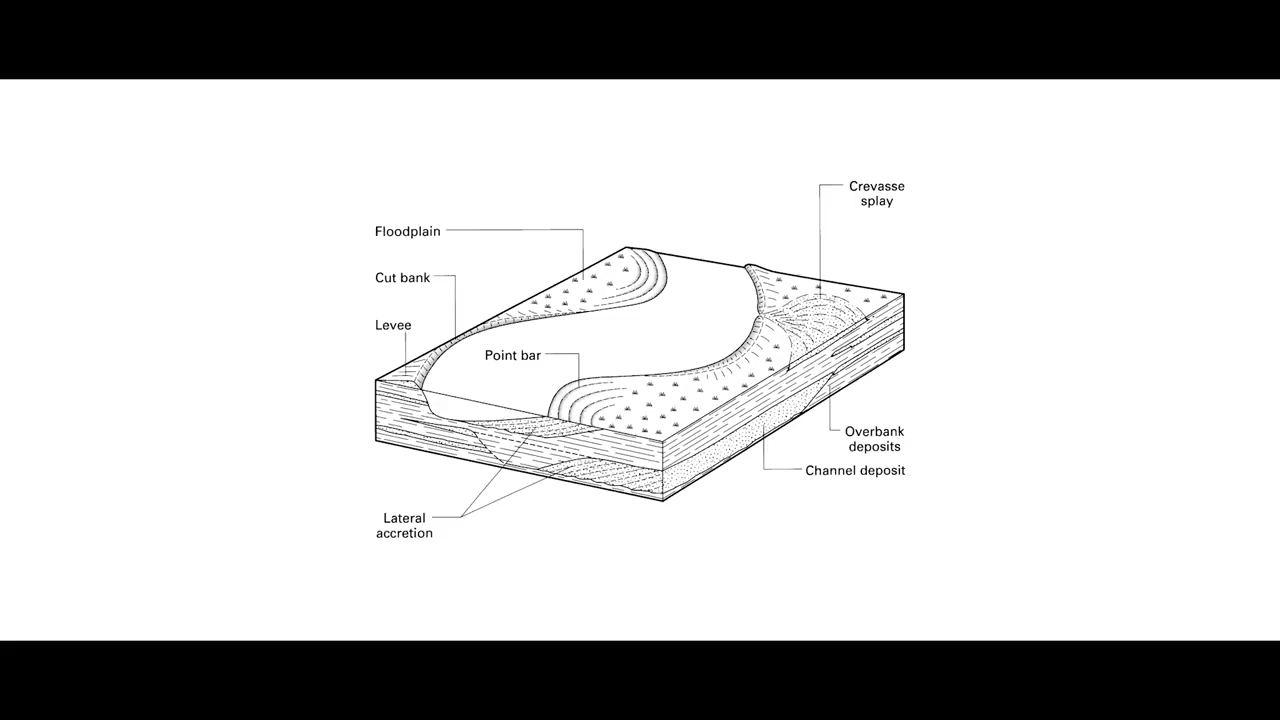 Crevasse
splay
Floodplain
Cut bank
Levee
Point bar
Overbank
deposits
Channel deposit
Lateral
accretion